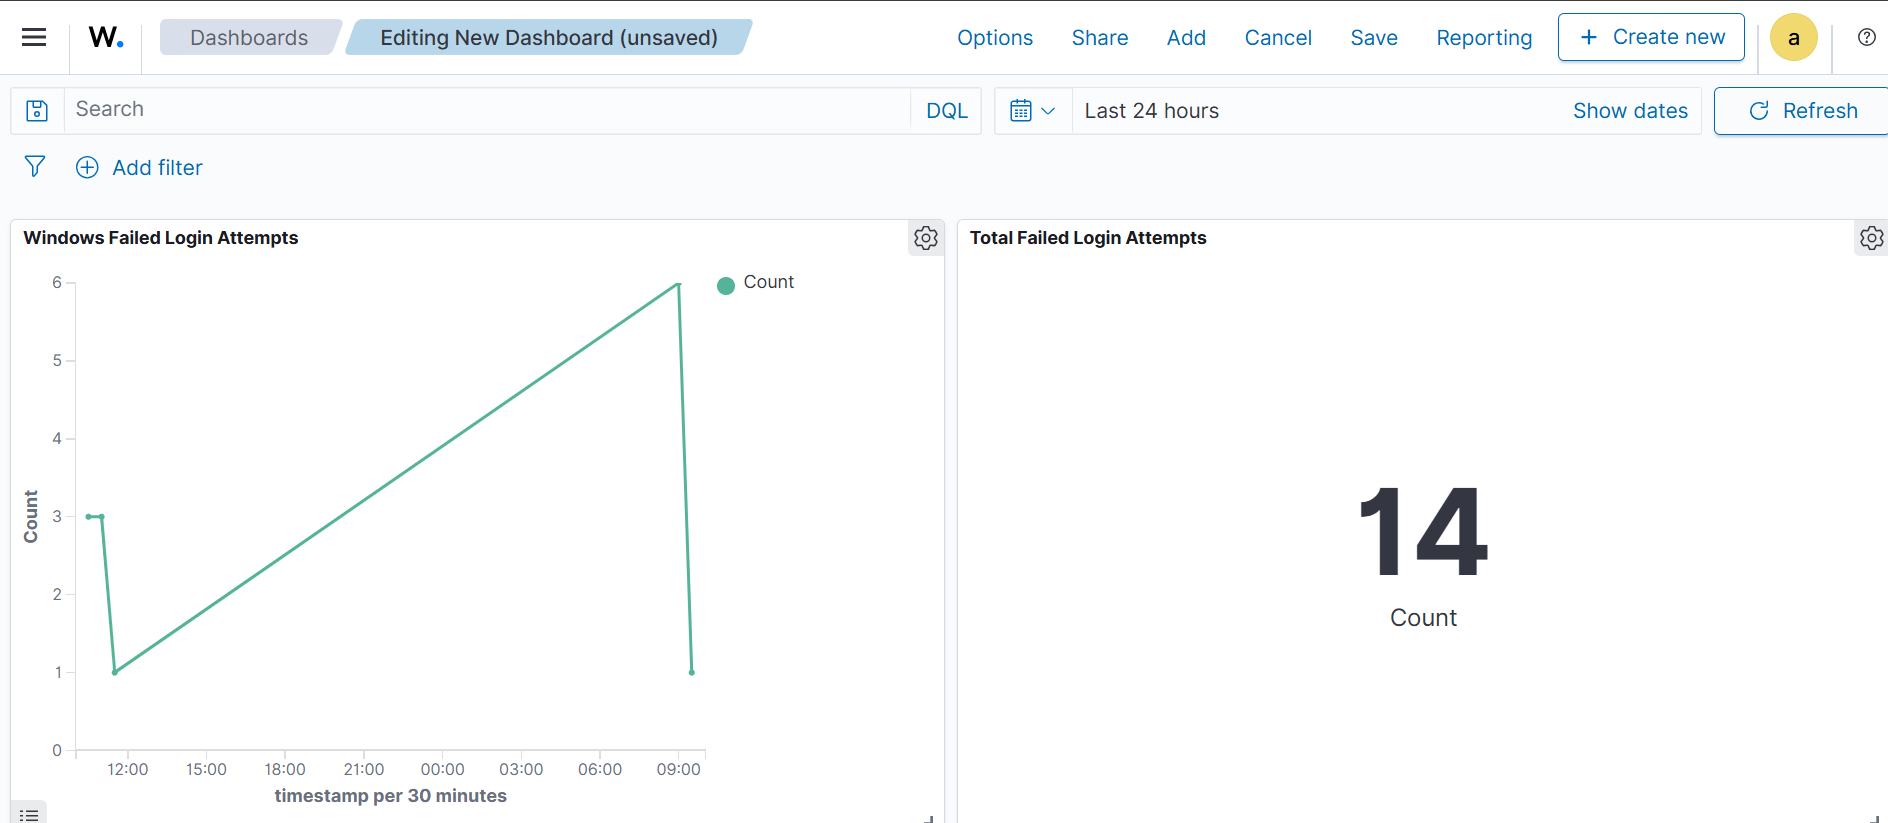 W. Dashboards Editing New Dashboard (unsaved) Options Share Add Cancel Save Reporting + Create new a ?
Search DQL Last 24 hours Show dates Refresh
Add filter
Windows Failed Login Attempts
Count
6
5
4
3
2
1
0
Count
12:00 15:00 18:00 21:00 00:00 03:00 06:00 09:00
timestamp per 30 minutes
Total Failed Login Attempts
14
Count